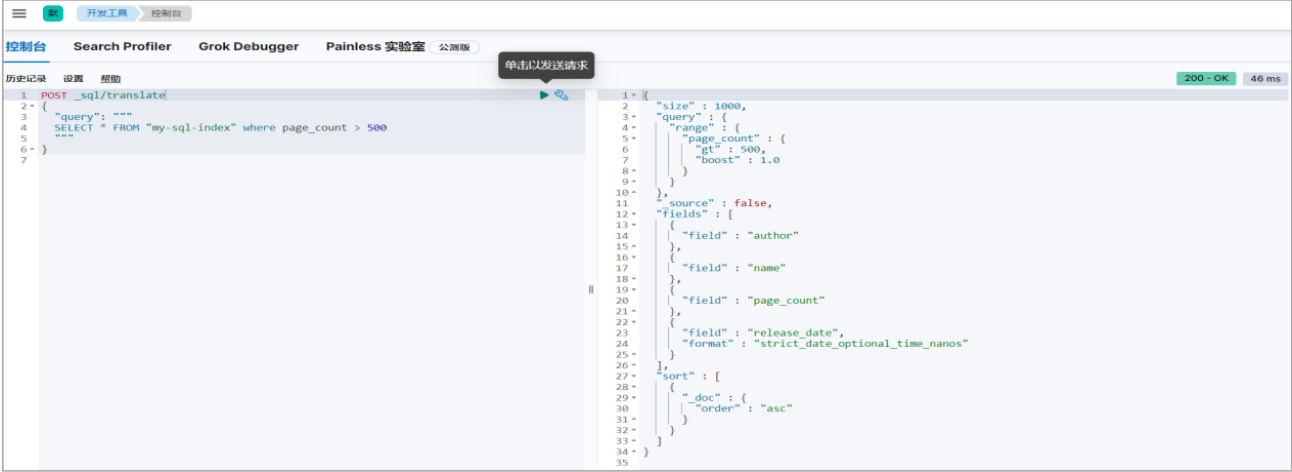 默 开发工具 控制台
控制台 Search Profiler Grok Debugger Painless 实验室 公测版
单击以发送请求
历史记录 设置 帮助
200 - OK 46 ms
1 POST _sql/translate
2 {
3 "query": """
4 SELECT * FROM "my-sql-index" where page_count > 500
5 """
6 }
7
1 {
2 "size" : 1000,
3 "query" : {
4 "range" : {
5 "page_count" : {
6 "gt" : 500,
7 "boost" : 1.0
8 }
9 }
10 },
11 "_source" : false,
12 "fields" : [
13 {
14 "field" : "author"
15 },
16 {
17 "field" : "name"
18 },
19 {
20 "field" : "page_count"
21 },
22 {
23 "field" : "release_date",
24 "format" : "strict_date_optional_time_nanos"
25 }
26 ],
27 "sort" : [
28 {
29 "_doc" : {
30 "order" : "asc"
31 }
32 }
33 ]
34 }
35